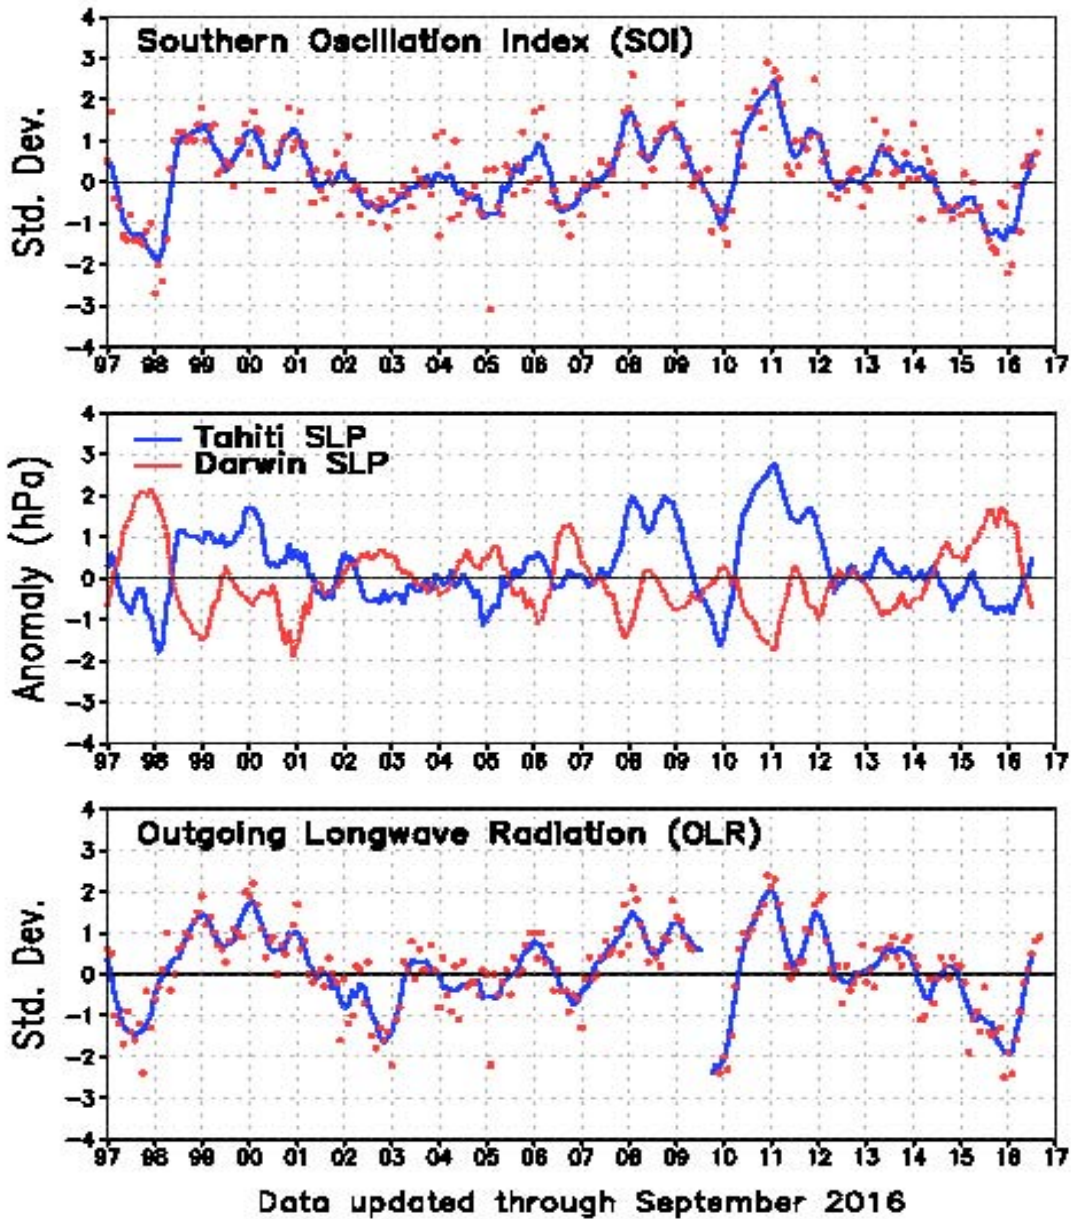 Southern Oscillation Index (SOI)
Std. Dev.
4
3
2
1
0
-1
-2
-3
-4
97 98 99 00 01 02 03 04 05 06 07 08 09 10 11 12 13 14 15 16 17
Tahiti SLP
Darwin SLP
Anomaly (hPa)
4
3
2
1
0
-1
-2
-3
-4
97 98 99 00 01 02 03 04 05 06 07 08 09 10 11 12 13 14 15 16 17
Outgoing Longwave Radiation (OLR)
Std. Dev.
4
3
2
1
0
-1
-2
-3
-4
97 98 99 00 01 02 03 04 05 06 07 08 09 10 11 12 13 14 15 16 17
Data updated through September 2016